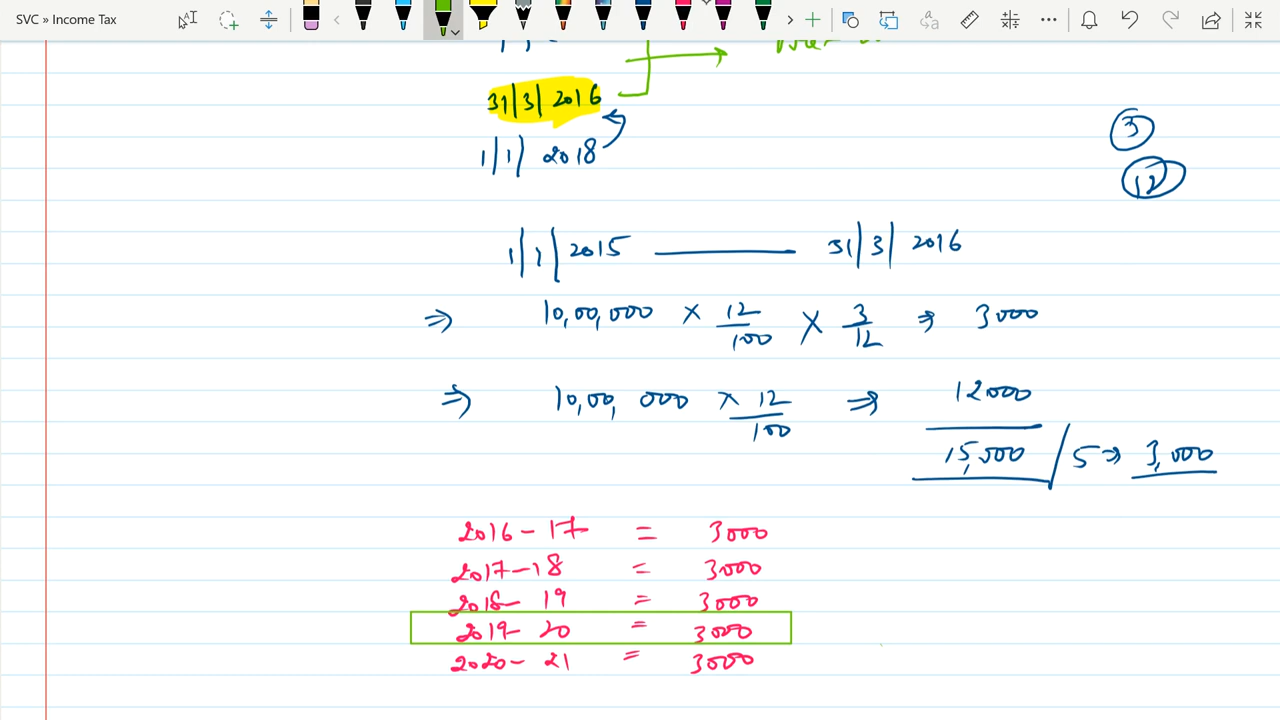 SVC > Income Tax
31|3| 2016
1|1| 2018
3
12
1|1|2015 —— 31|3| 2016
⇒ 10,00,000 × 12/100 × 3/12 ⇒ 3000
⇒ 10,00,000 × 12/100 ⇒ 12000
15,000 / 5 ⇒ 3,000
2016-17 = 3000
2017-18 = 3000
2018-19 = 3000
2019-20 = 3000
2020-21 = 3000